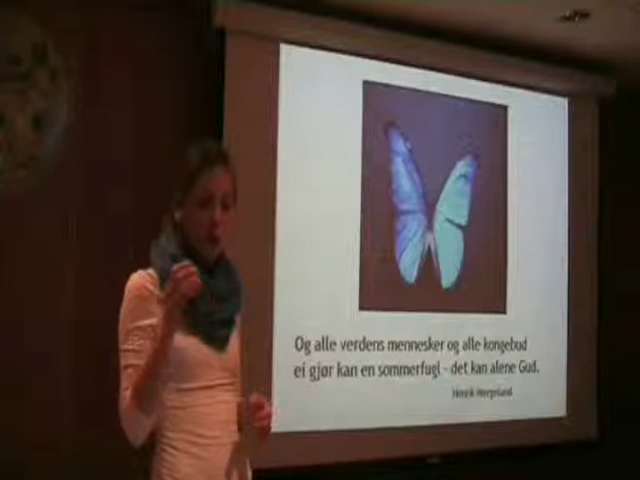 Og alle verdens mennesker og alle kongebud
ei gjør kan en sommerfugl - det kan alene Gud.
Henrik Wergeland